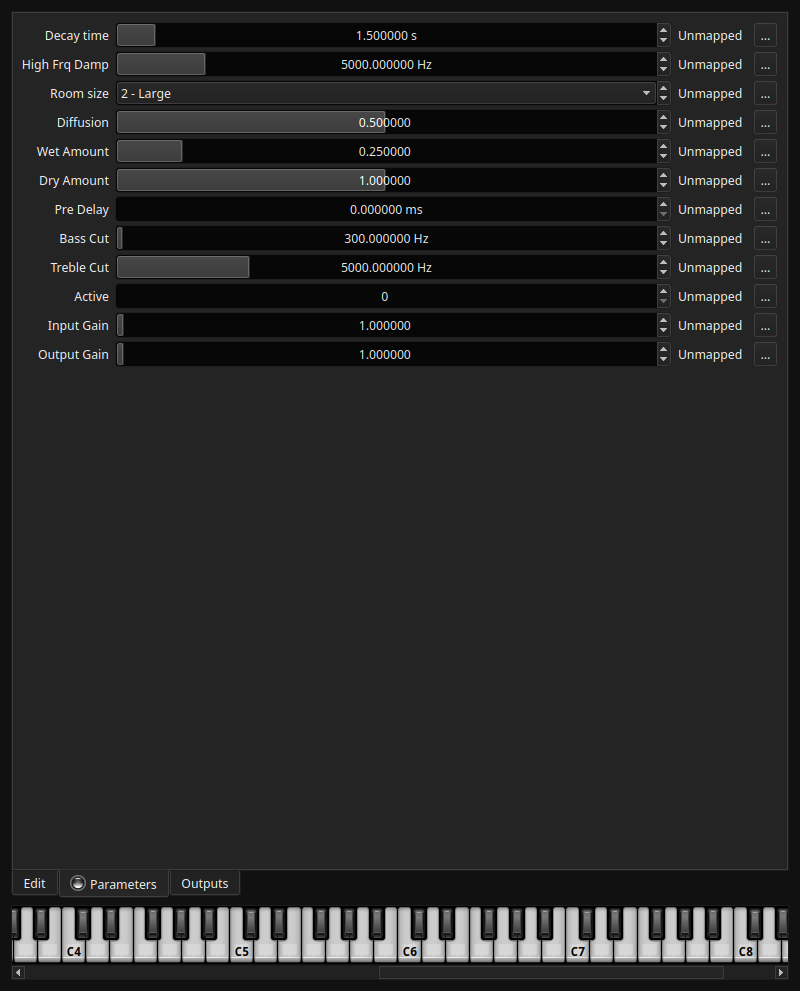 Decay time 1.500000 s Unmapped ...
High Frq Damp 5000.000000 Hz Unmapped ...
Room size 2 - Large Unmapped ...
Diffusion 0.500000 Unmapped ...
Wet Amount 0.250000 Unmapped ...
Dry Amount 1.000000 Unmapped ...
Pre Delay 0.000000 ms Unmapped ...
Bass Cut 300.000000 Hz Unmapped ...
Treble Cut 5000.000000 Hz Unmapped ...
Active 0 Unmapped ...
Input Gain 1.000000 Unmapped ...
Output Gain 1.000000 Unmapped ...
Edit Parameters Outputs
C4 C5 C6 C7 C8